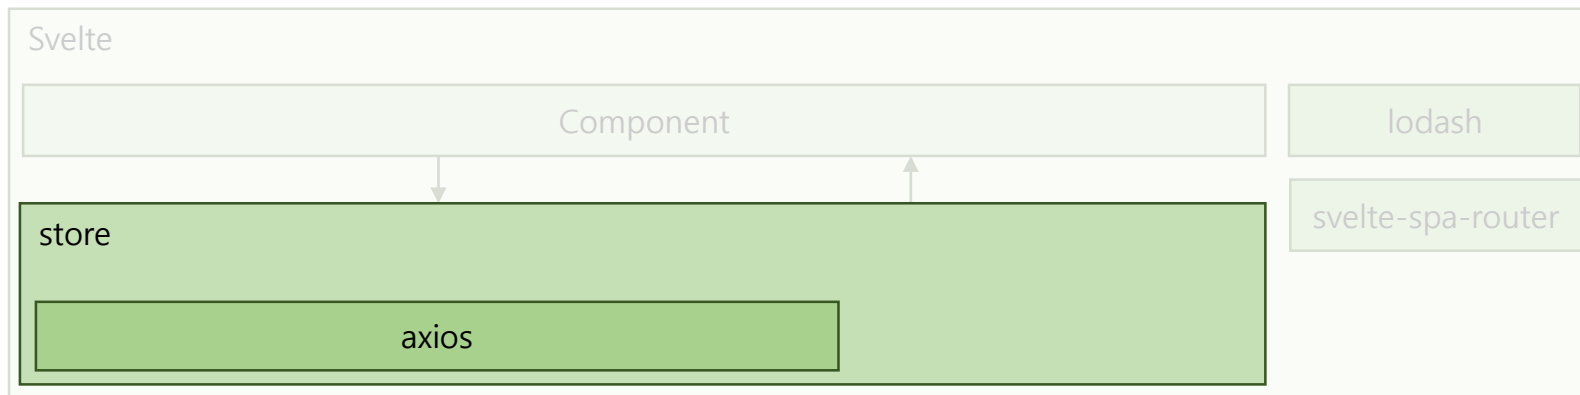 Svelte
Component
lodash
svelte-spa-router
store
axios